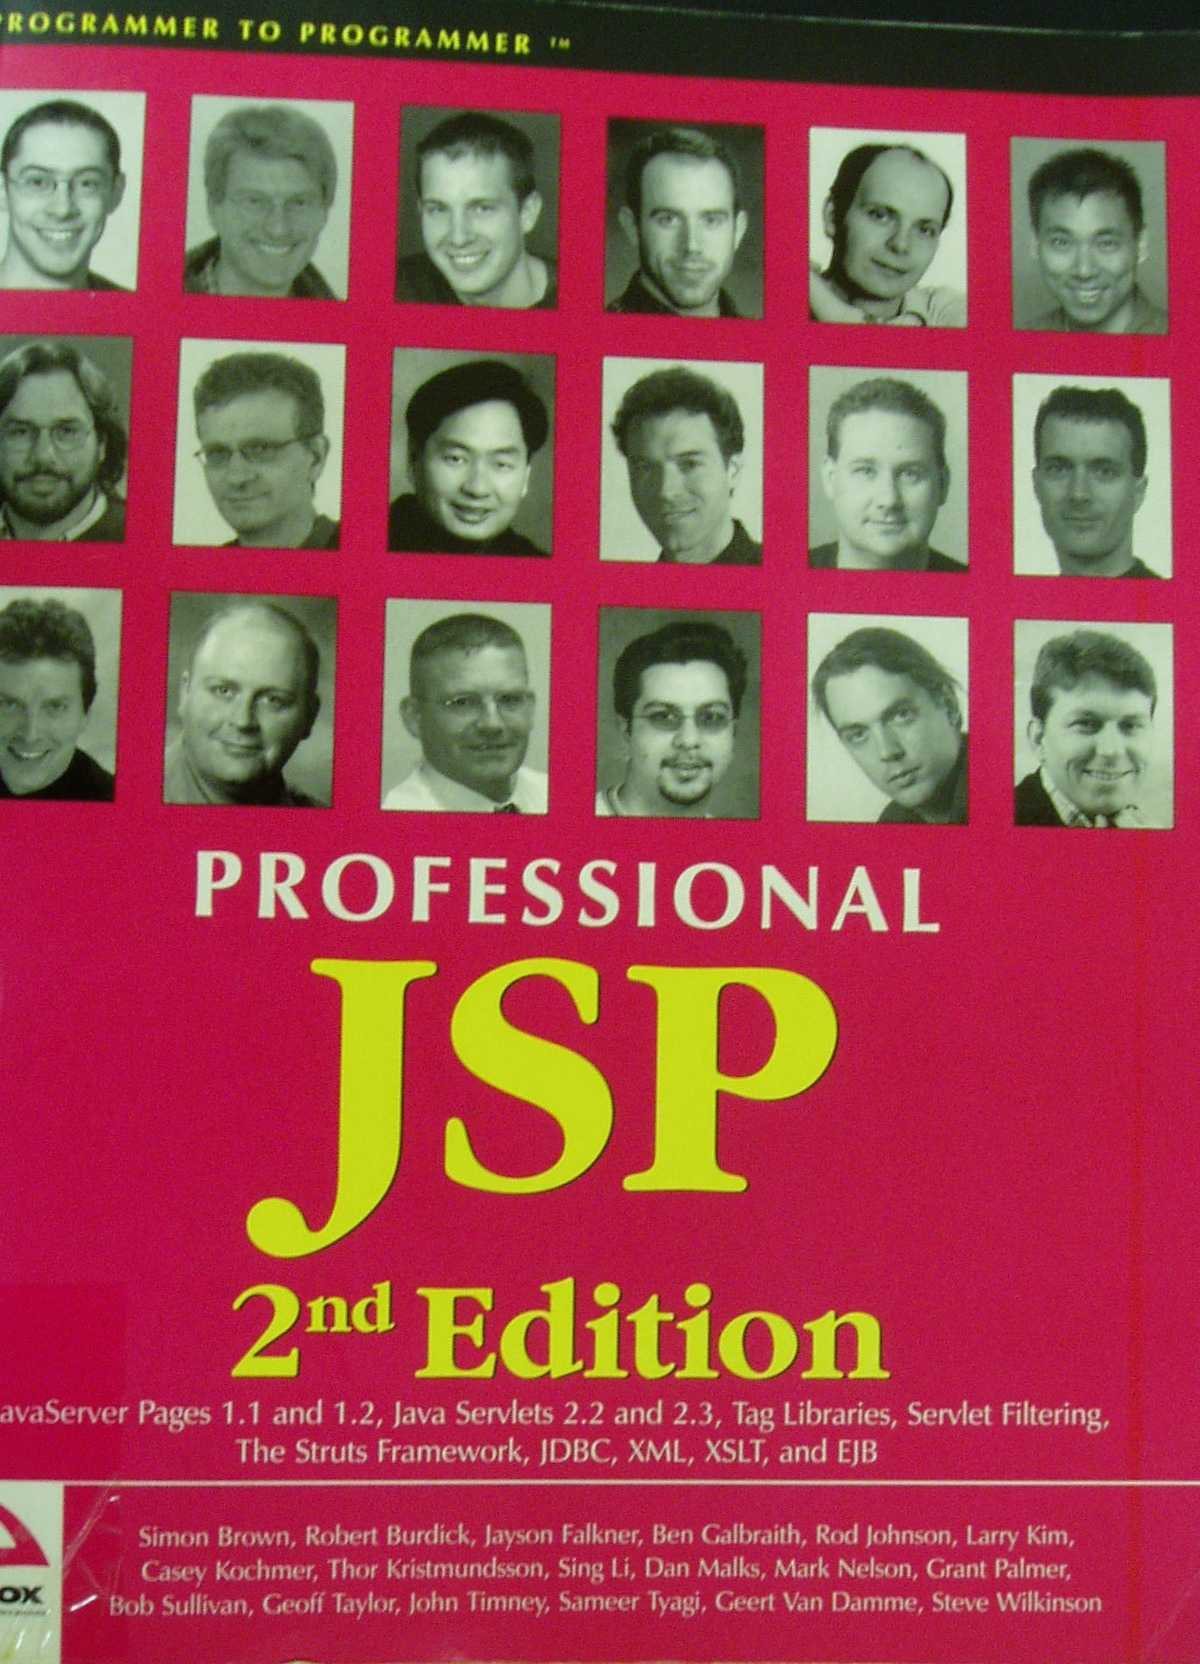 PROGRAMMER TO PROGRAMMER ™
PROFESSIONAL
JSP
2nd Edition
avaServer Pages 1.1 and 1.2, Java Servlets 2.2 and 2.3, Tag Libraries, Servlet Filtering,
The Struts Framework, JDBC, XML, XSLT, and EJB
Simon Brown, Robert Burdick, Jayson Falkner, Ben Galbraith, Rod Johnson, Larry Kim,
Casey Kochmer, Thor Kristmundsson, Sing Li, Dan Malks, Mark Nelson, Grant Palmer,
Bob Sullivan, Geoff Taylor, John Timney, Sameer Tyagi, Geert Van Damme, Steve Wilkinson
OX